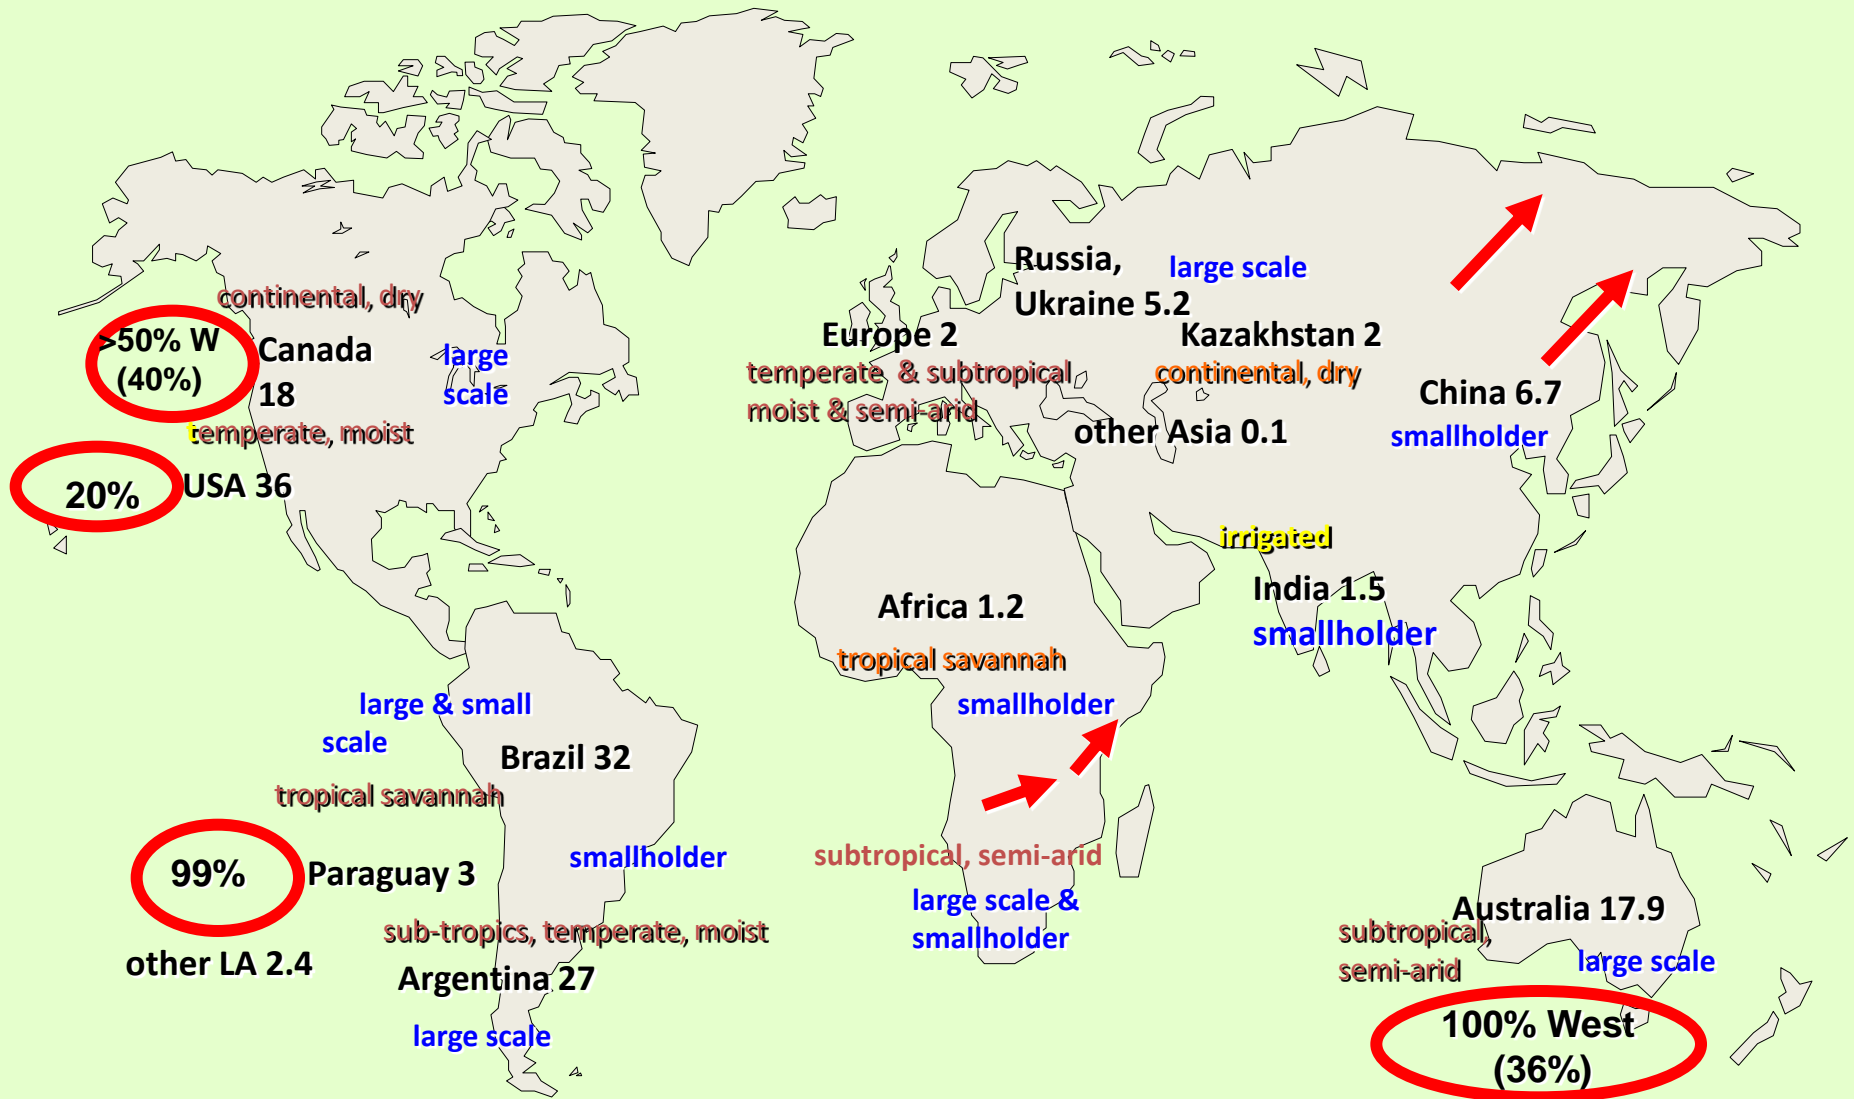 continental, dry
>50% W
(40%)
Canada
18
large
scale
temperate, moist
20%
USA 36
Russia,
Ukraine 5.2
large scale
Europe 2
temperate & subtropical
moist & semi-arid
Kazakhstan 2
continental, dry
other Asia 0.1
China 6.7
smallholder
irrigated
India 1.5
smallholder
Africa 1.2
tropical savannah
smallholder
large & small
scale
Brazil 32
tropical savannah
99%
Paraguay 3
smallholder
sub-tropics, temperate, moist
other LA 2.4
Argentina 27
large scale
subtropical, semi-arid
large scale &
smallholder
Australia 17.9
subtropical,
semi-arid
large scale
100% West
(36%)